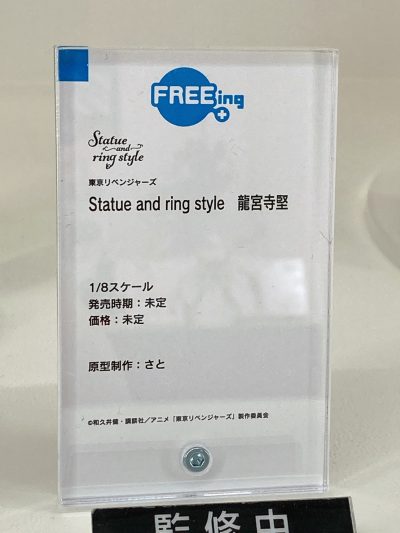 FREEing
Statue
and
ring style
東京リベンジャーズ
Statue and ring style 龍宮寺堅
1/8スケール
発売時期：未定
価格：未定
原型制作：さと
©和久井健・講談社／アニメ「東京リベンジャーズ」製作委員会
監修中